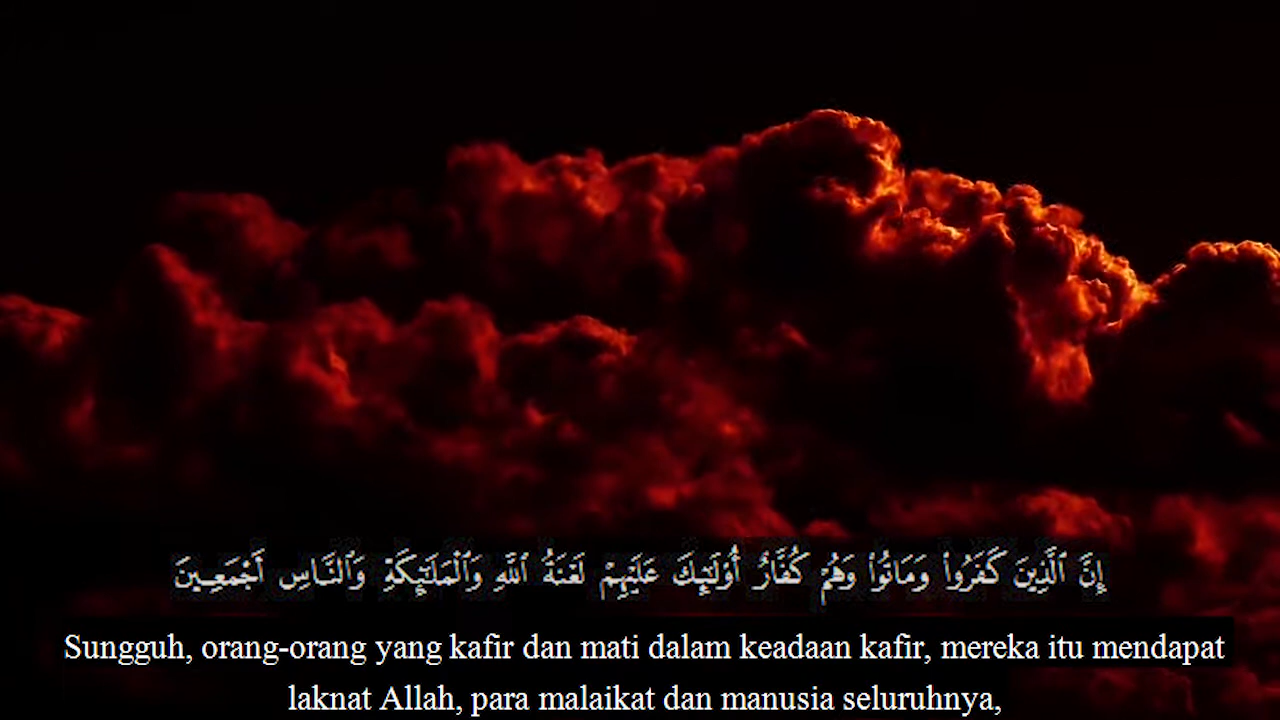 إِنَّ ٱلَّذِينَ كَفَرُوا۟ وَمَاتُوا۟ وَهُمْ كُفَّارٌ أُو۟لَـٰٓئِكَ عَلَيْهِمْ لَعْنَةُ ٱللَّهِ وَٱلْمَلَـٰٓئِكَةِ وَٱلنَّاسِ أَجْمَعِينَ
Sungguh, orang-orang yang kafir dan mati dalam keadaan kafir, mereka itu mendapat
laknat Allah, para malaikat dan manusia seluruhnya,